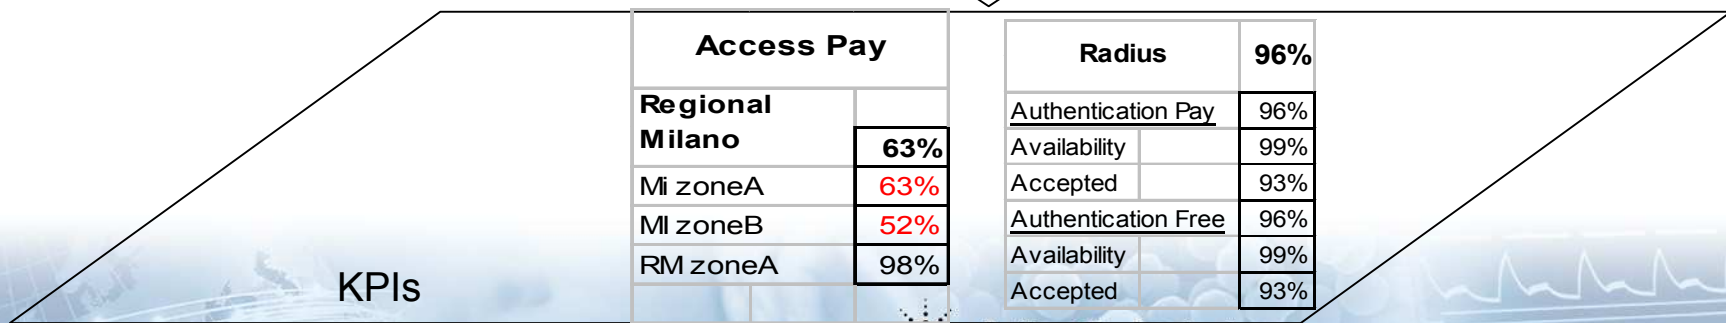 Access Pay
Regional
Milano 63%
Mi zoneA 63%
MI zoneB 52%
RM zoneA 98%
Radius 96%
Authentication Pay 96%
Availability 99%
Accepted 93%
Authentication Free 96%
Availability 99%
Accepted 93%
KPIs